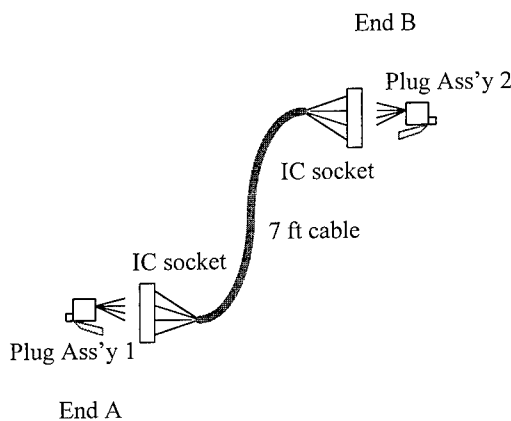 End B
Plug Ass'y 2
IC socket
7 ft cable
IC socket
Plug Ass'y 1
End A